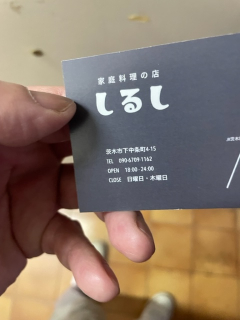 家庭料理の店
しるし
茨木市下中条町4-15
TEL 090-6709-1162
OPEN 18:00-24:00
CLOSE 日曜日・木曜日